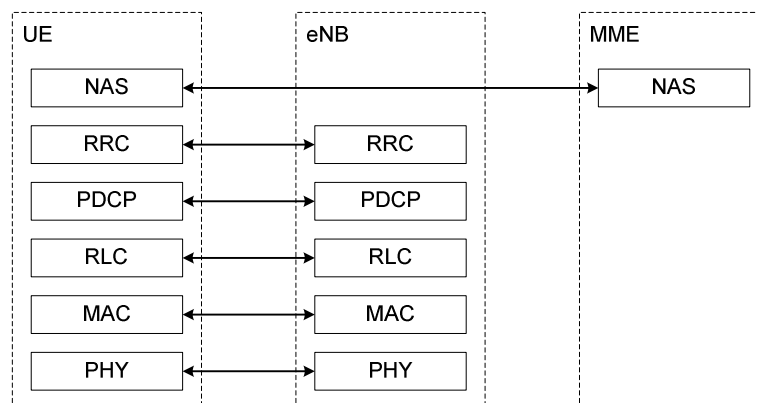 UE eNB MME
NAS NAS
RRC RRC
PDCP PDCP
RLC RLC
MAC MAC
PHY PHY